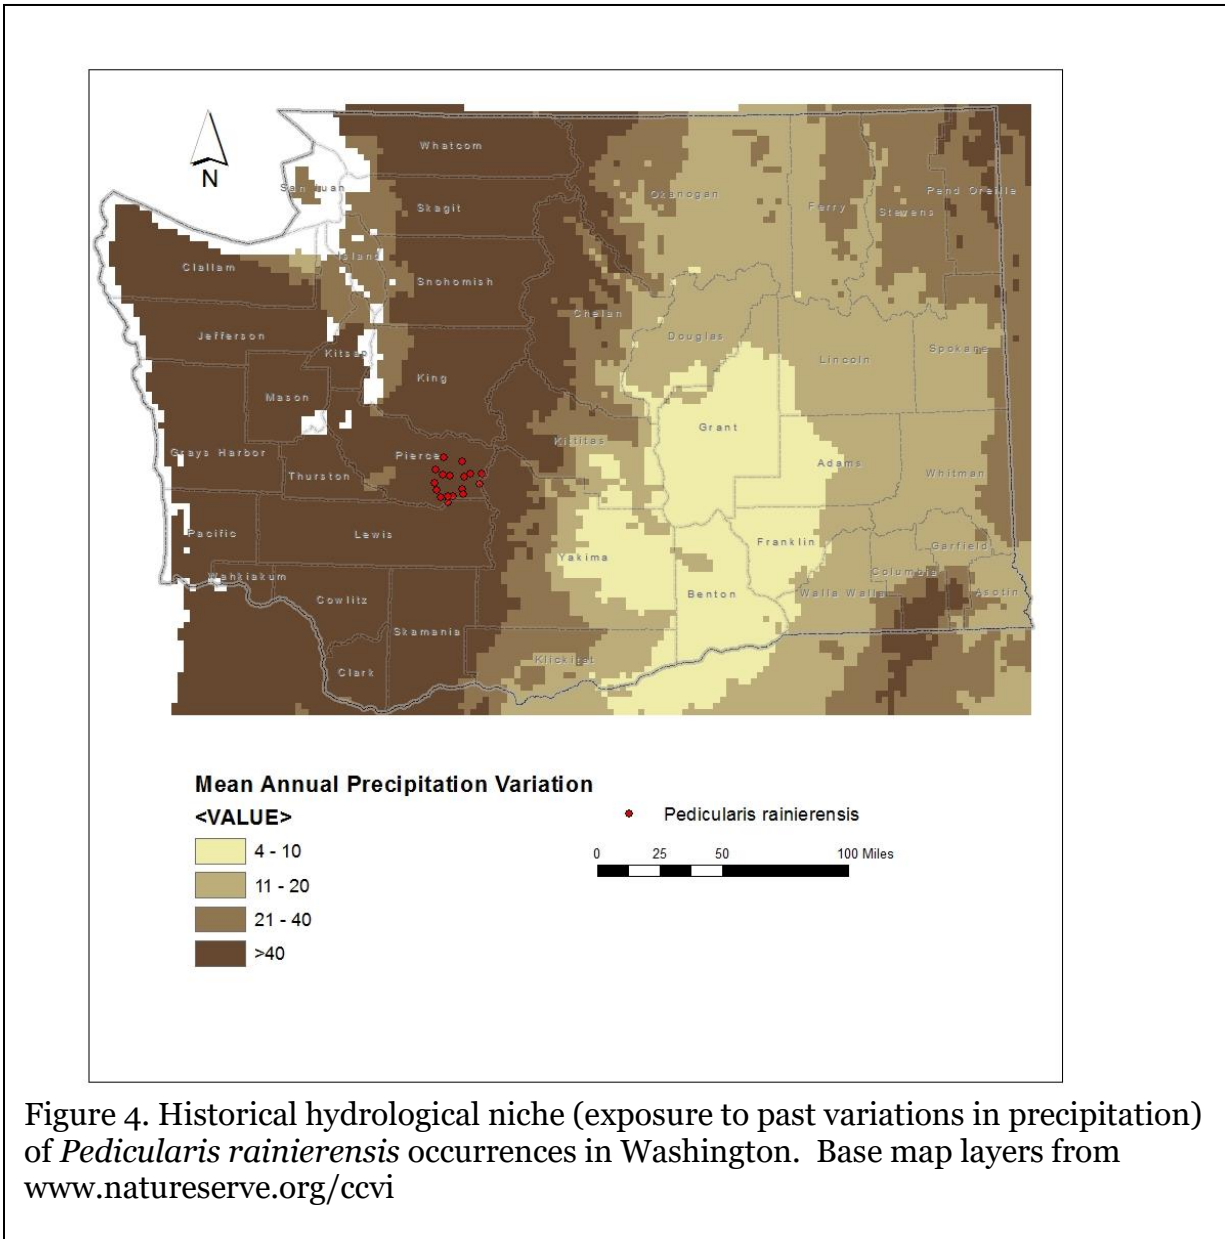 N
Whatcom
San Juan
Okanogan
Pend Oreille
Skagit
Ferry
Stevens
Island
Clallam
Snohomish
Chelan
Jefferson
Douglas
Kitsap
Lincoln
Spokane
King
Mason
Grant
Kittitas
Grays Harbor
Pierce
Adams
Thurston
Whitman
Pacific
Lewis
Franklin
Garfield
Yakima
Columbia
Wahkiakum
Benton
Walla Walla
Asotin
Cowlitz
Skamania
Klickitat
Clark
Mean Annual Precipitation Variation
<VALUE>
4 - 10
11 - 20
21 - 40
>40
Pedicularis rainierensis
0 25 50 100 Miles
Figure 4. Historical hydrological niche (exposure to past variations in precipitation)
of Pedicularis rainierensis occurrences in Washington. Base map layers from
www.natureserve.org/ccvi